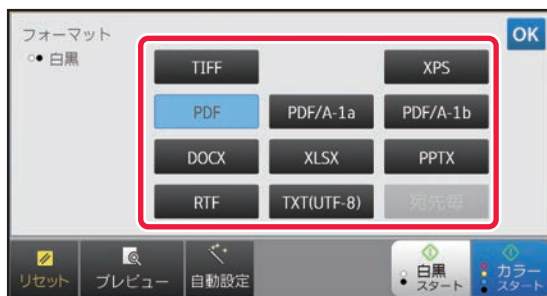 フォーマット
OK
白黒
TIFF
XPS
PDF
PDF/A-1a
PDF/A-1b
DOCX
XLSX
PPTX
RTF
TXT(UTF-8)
宛先毎
リセット
プレビュー
自動設定
白黒
スタート
カラー
スタート